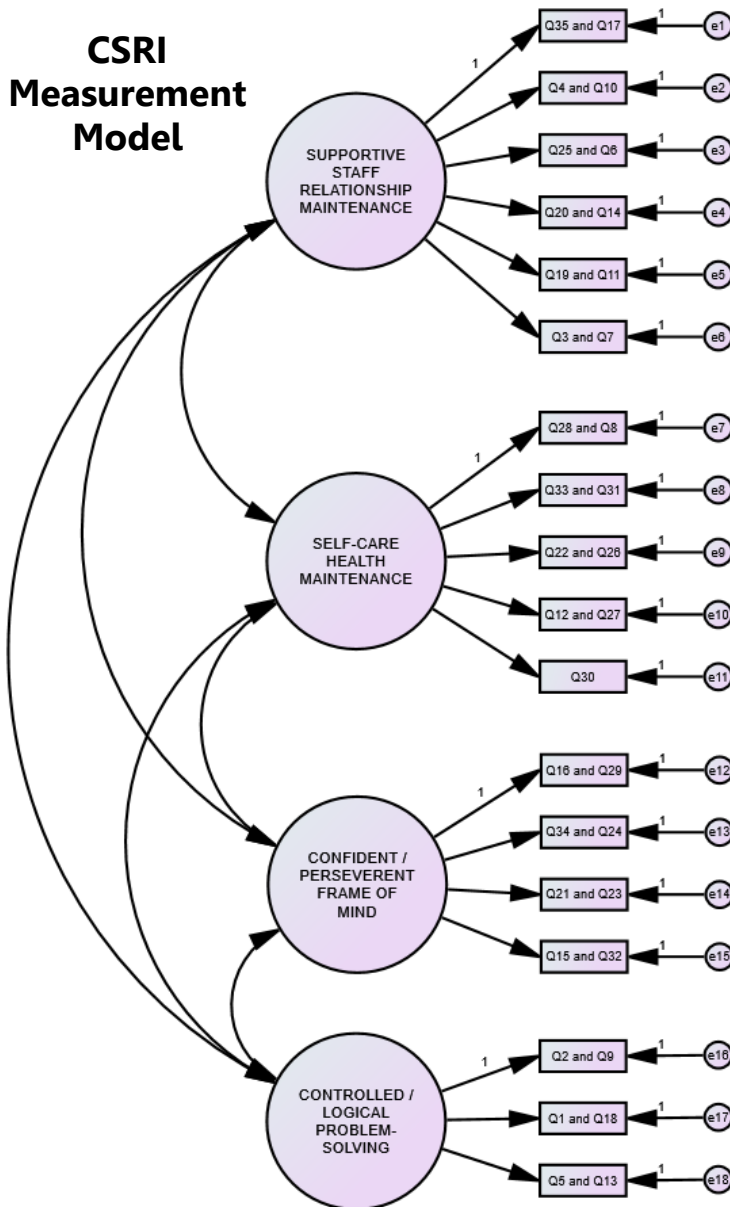 CSRI
Measurement
Model
SUPPORTIVE
STAFF
RELATIONSHIP
MAINTENANCE
1
Q35 and Q17
1
e1
Q4 and Q10
1
e2
Q25 and Q6
1
e3
Q20 and Q14
1
e4
Q19 and Q11
1
e5
Q3 and Q7
1
e6
SELF-CARE
HEALTH
MAINTENANCE
1
Q28 and Q8
1
e7
Q33 and Q31
1
e8
Q22 and Q26
1
e9
Q12 and Q27
1
e10
Q30
1
e11
CONFIDENT /
PERSEVERENT
FRAME OF
MIND
1
Q16 and Q29
1
e12
Q34 and Q24
1
e13
Q21 and Q23
1
e14
Q15 and Q32
1
e15
CONTROLLED /
LOGICAL
PROBLEM-
SOLVING
1
Q2 and Q9
1
e16
Q1 and Q18
1
e17
Q5 and Q13
1
e18